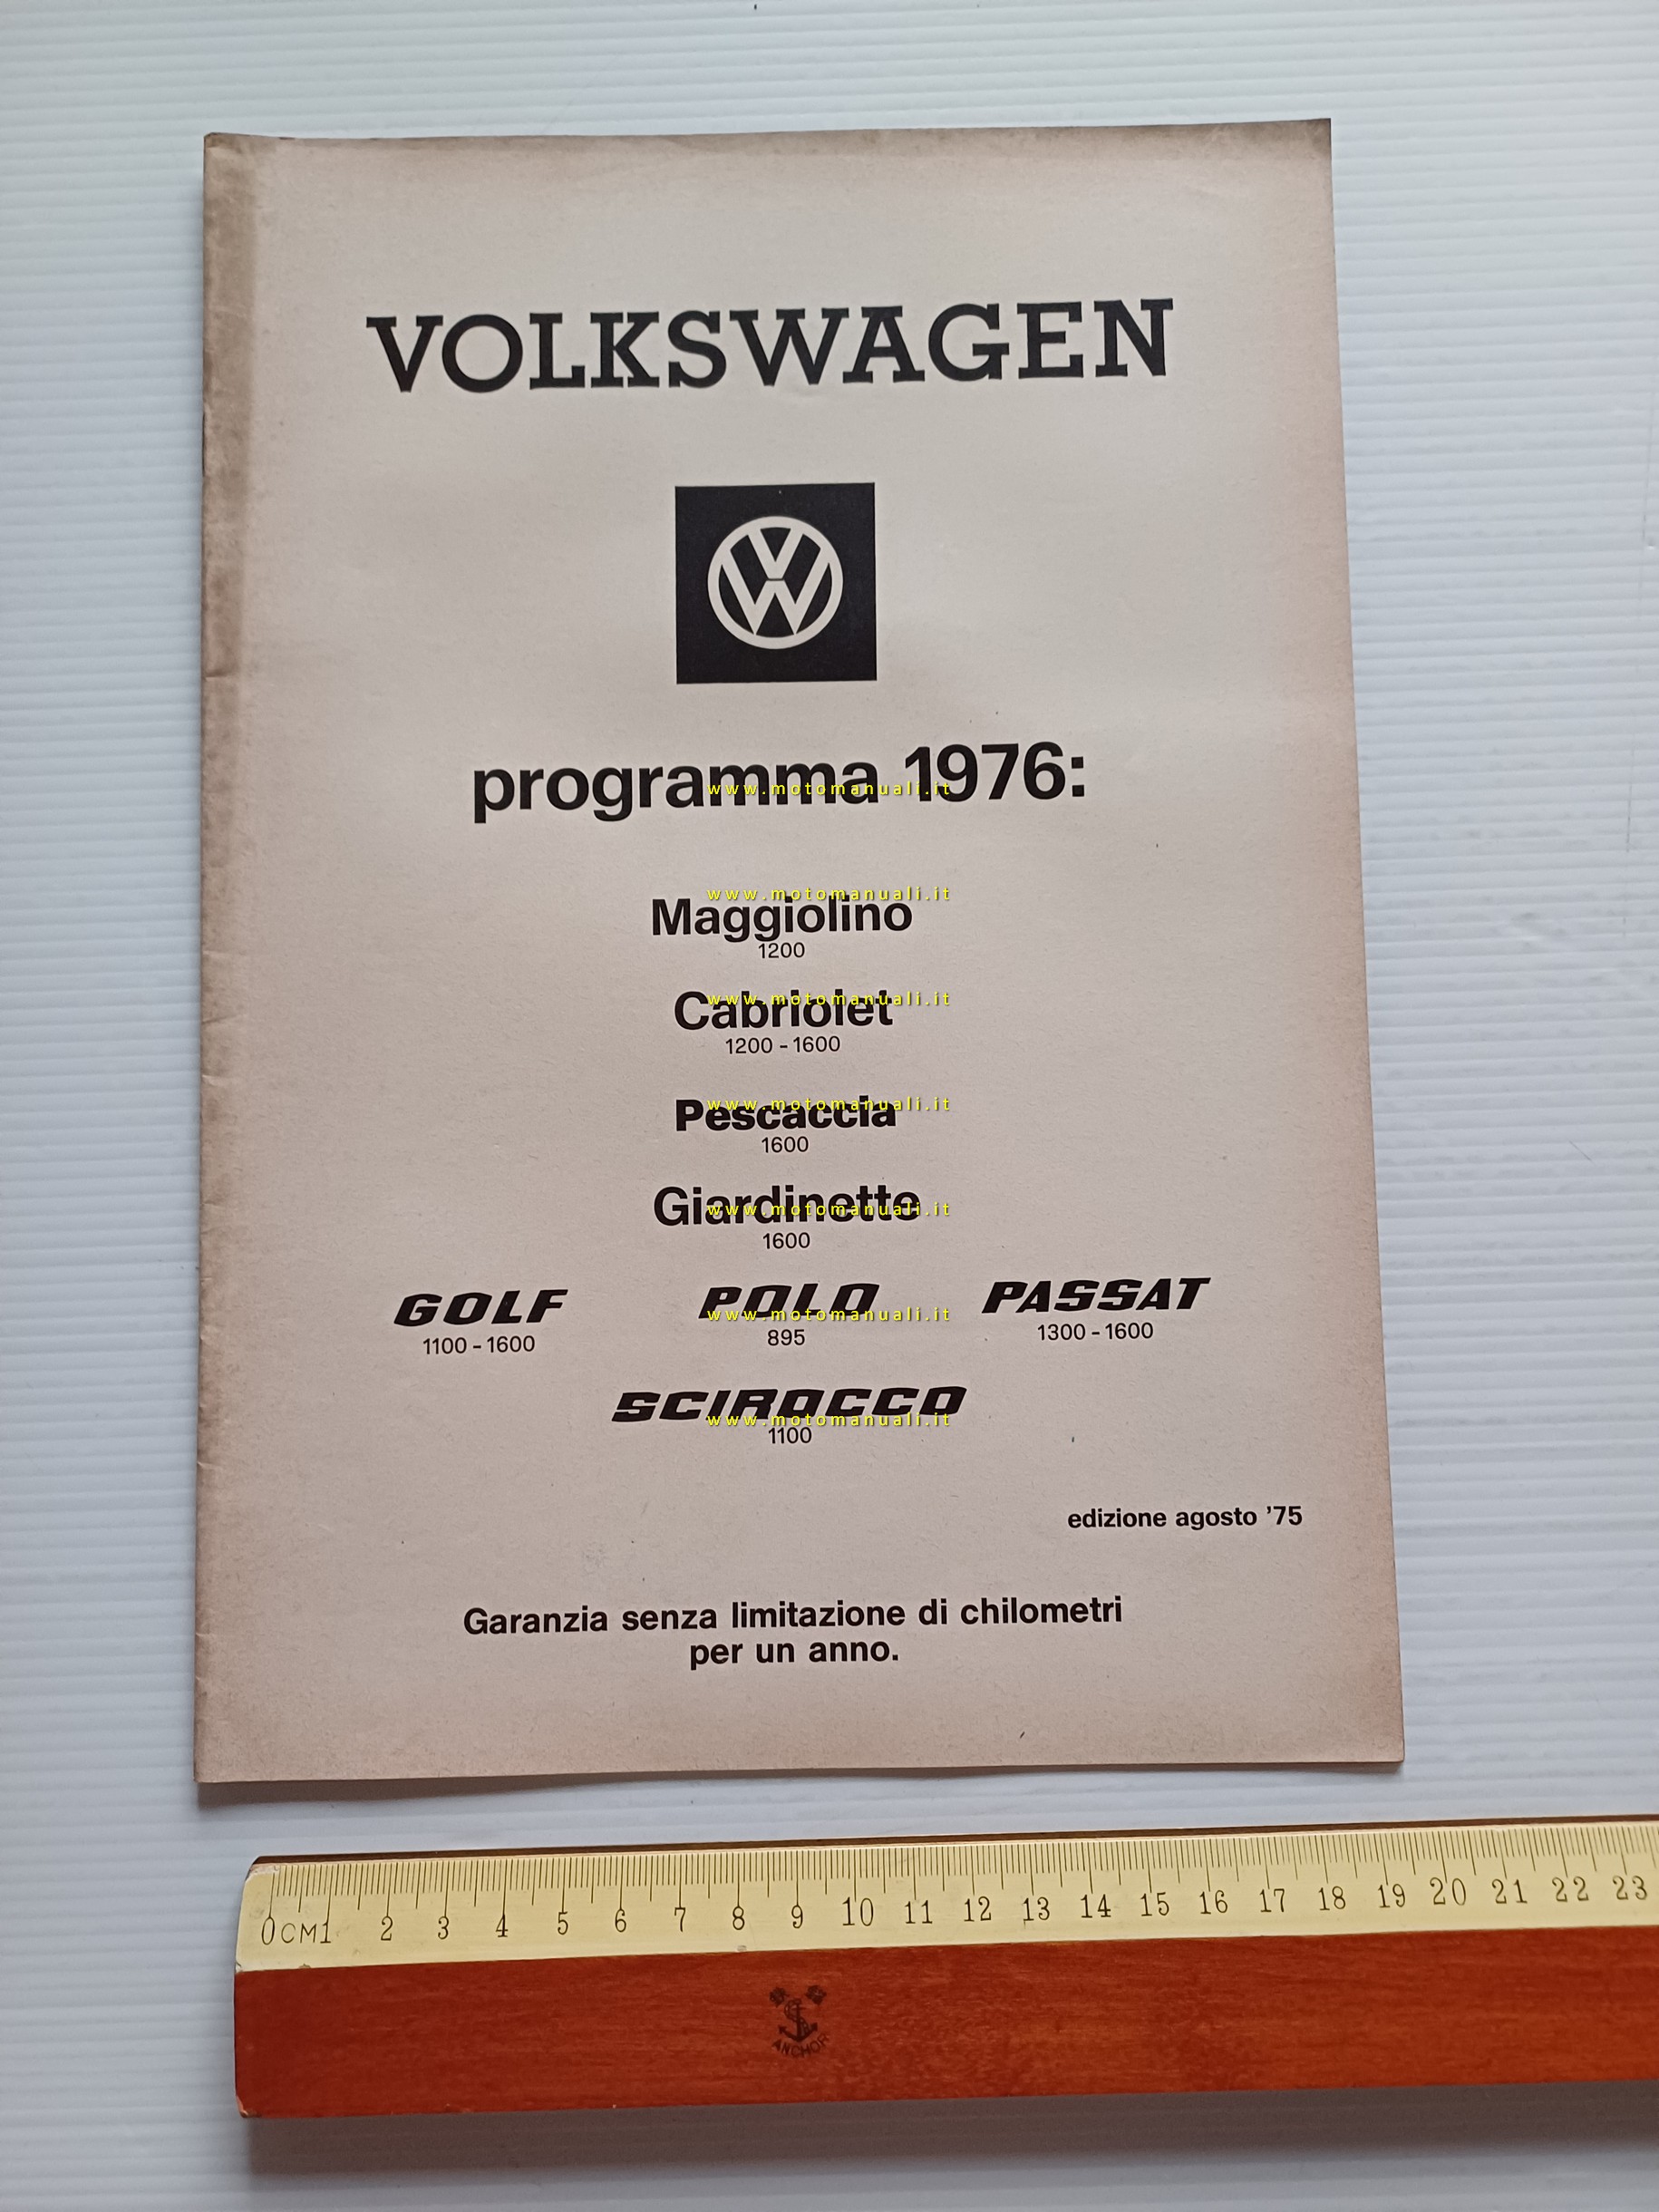 VOLKSWAGEN
VW
programma 1976:
www.motomanuali.it
www.motomanuali.it
Maggiolino
1200
www.motomanuali.it
Cabriolet
1200 - 1600
www.motomanuali.it
Pescaccia
1600
www.motomanuali.it
Giardinetta
1600
GOLF POLO PASSAT
www.motomanuali.it
1100 - 1600 895 1300 - 1600
SCIROCCO
www.motomanuali.it
1100
edizione agosto '75
Garanzia senza limitazione di chilometri
per un anno.
0CM1 2 3 4 5 6 7 8 9 10 11 12 13 14 15 16 17 18 19 20 21 22 23
ANCHOR